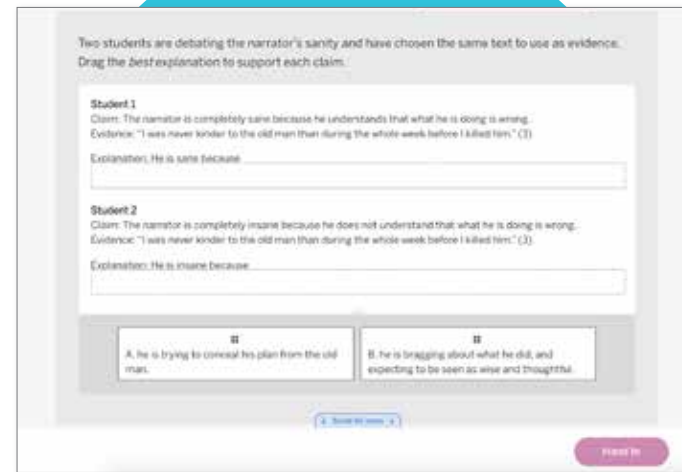 Two students are debating the narrator's sanity and have chosen the same text to use as evidence.
Drag the best explanation to support each claim.
Student 1
Claim: The narrator is completely sane because he understands that what he is doing is wrong.
Evidence: "I was never kinder to the old man than during the whole week before I killed him." (3)
Explanation: He is sane because
Student 2
Claim: The narrator is completely insane because he does not understand that what he is doing is wrong.
Evidence: "I was never kinder to the old man than during the whole week before I killed him." (3)
Explanation: He is insane because
A. he is trying to conceal his plan from the old
man.
B. he is bragging about what he did, and
expecting to be seen as wise and thoughtful.
Scroll for more
Hand In